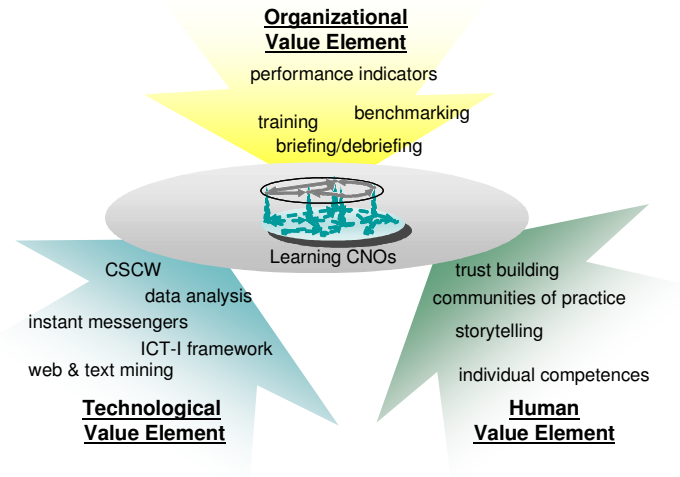 Organizational
Value Element
performance indicators
benchmarking
training
briefing/debriefing
Learning CNOs
CSCW
data analysis
instant messengers
ICT-I framework
web & text mining
Technological
Value Element
trust building
communities of practice
storytelling
individual competences
Human
Value Element